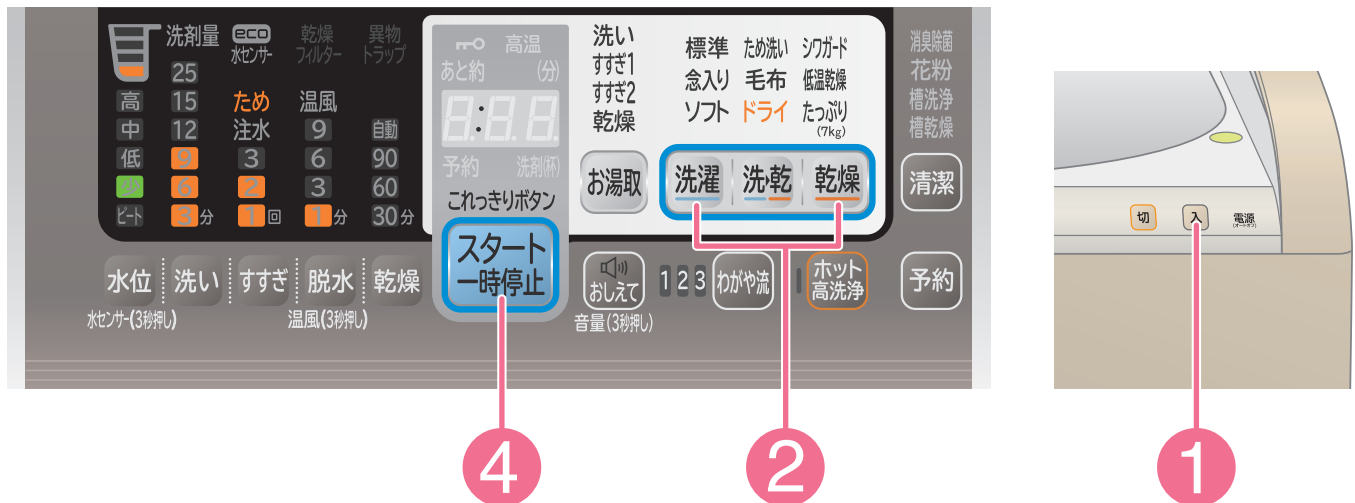 洗剤量
eco
水センサー
乾燥
フィルター
異物
トラップ
25
高 15 ため 温風
中 12 注水 9 自動
低 9 3 6 90
少 6 2 3 60
ビート 3分 1回 1分 30分
高温
あと約 (分)
8:8.8.
予約 洗剤(杯)
これっきりボタン
スタート
一時停止
洗い
すすぎ1
すすぎ2
乾燥
標準 ため洗い シワガード
念入り 毛布 低温乾燥
ソフト ドライ たっぷり
(7kg)
お湯取 洗濯 洗・乾 乾燥
消臭除菌
花粉
槽洗浄
槽乾燥
清潔
水位 洗い すすぎ 脱水 乾燥
水センサー(3秒押し) 温風(3秒押し)
おしえて
音量(3秒押し)
1 2 3 わがや流
ホット
高洗浄
予約
切 入 電源
(オートオフ)
4 2 1